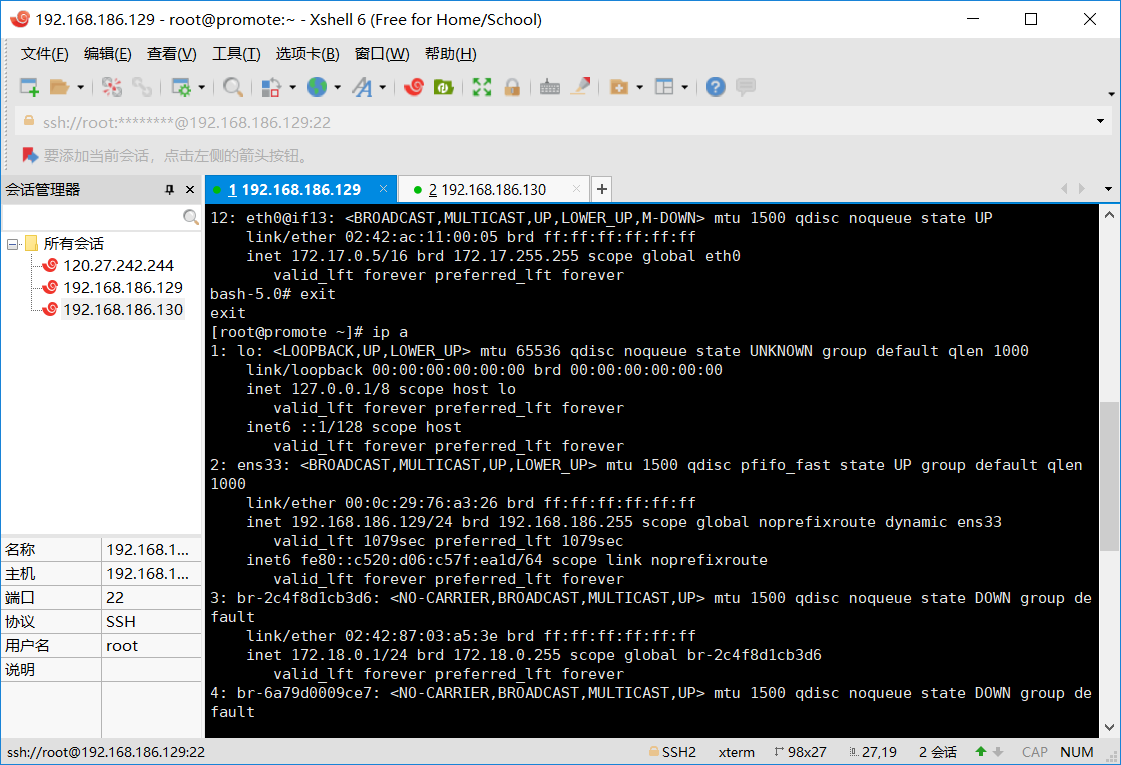 192.168.186.129 - root@promote:~ - Xshell 6 (Free for Home/School)
文件(F) 编辑(E) 查看(V) 工具(T) 选项卡(B) 窗口(W) 帮助(H)
ssh://root:********@192.168.186.129:22
要添加当前会话，点击左侧的箭头按钮。
会话管理器
1 192.168.186.129
2 192.168.186.130
所有会话
120.27.242.244
192.168.186.129
192.168.186.130
名称 192.168.1...
主机 192.168.1...
端口 22
协议 SSH
用户名 root
说明
12: eth0@if13: <BROADCAST,MULTICAST,UP,LOWER_UP,M-DOWN> mtu 1500 qdisc noqueue state UP
link/ether 02:42:ac:11:00:05 brd ff:ff:ff:ff:ff:ff
inet 172.17.0.5/16 brd 172.17.255.255 scope global eth0
valid_lft forever preferred_lft forever
bash-5.0# exit
exit
[root@promote ~]# ip a
1: lo: <LOOPBACK,UP,LOWER_UP> mtu 65536 qdisc noqueue state UNKNOWN group default qlen 1000
link/loopback 00:00:00:00:00:00 brd 00:00:00:00:00:00
inet 127.0.0.1/8 scope host lo
valid_lft forever preferred_lft forever
inet6 ::1/128 scope host
valid_lft forever preferred_lft forever
2: ens33: <BROADCAST,MULTICAST,UP,LOWER_UP> mtu 1500 qdisc pfifo_fast state UP group default qlen
1000
link/ether 00:0c:29:76:a3:26 brd ff:ff:ff:ff:ff:ff
inet 192.168.186.129/24 brd 192.168.186.255 scope global noprefixroute dynamic ens33
valid_lft 1079sec preferred_lft 1079sec
inet6 fe80::c520:d06:c57f:ea1d/64 scope link noprefixroute
valid_lft forever preferred_lft forever
3: br-2c4f8d1cb3d6: <NO-CARRIER,BROADCAST,MULTICAST,UP> mtu 1500 qdisc noqueue state DOWN group de
fault
link/ether 02:42:87:03:a5:3e brd ff:ff:ff:ff:ff:ff
inet 172.18.0.1/24 brd 172.18.0.255 scope global br-2c4f8d1cb3d6
valid_lft forever preferred_lft forever
4: br-6a79d0009ce7: <NO-CARRIER,BROADCAST,MULTICAST,UP> mtu 1500 qdisc noqueue state DOWN group de
fault
ssh://root@192.168.186.129:22 SSH2 xterm 98x27 27,19 2 会话 CAP NUM